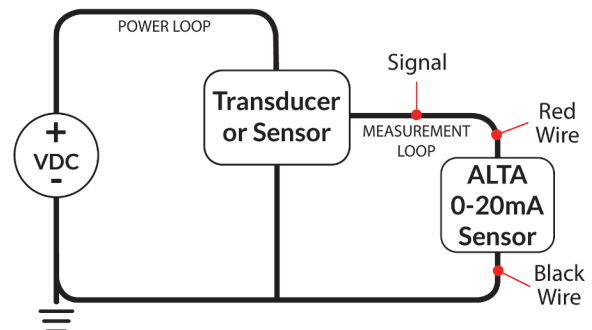 POWER LOOP
Signal
Transducer
or Sensor
MEASUREMENT
LOOP
Red
Wire
+
VDC
-
ALTA
0-20mA
Sensor
Black
Wire